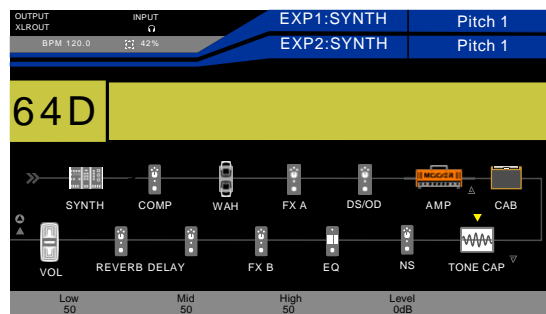 OUTPUT INPUT EXP1:SYNTH Pitch 1
XLROUT
BPM 120.0 42% EXP2:SYNTH Pitch 1
64D
MOOER
SYNTH COMP WAH FX A DS/OD AMP CAB
VOL REVERB DELAY FX B EQ NS TONE CAP
Low Mid High Level
50 50 50 0dB